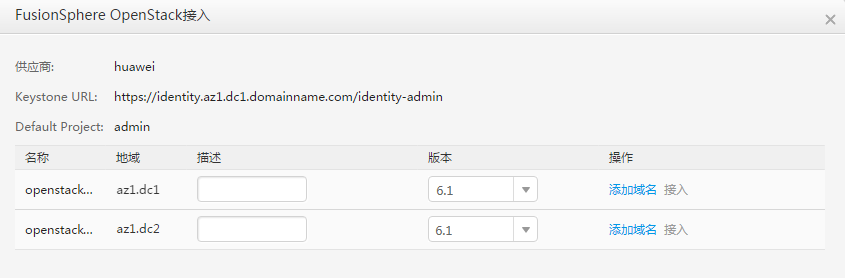 FusionSphere OpenStack接入
供应商: huawei
Keystone URL: https://identity.az1.dc1.domainname.com/identity-admin
Default Project: admin
名称 地域 描述 版本 操作
openstack... az1.dc1 6.1 添加域名 接入
openstack... az1.dc2 6.1 添加域名 接入